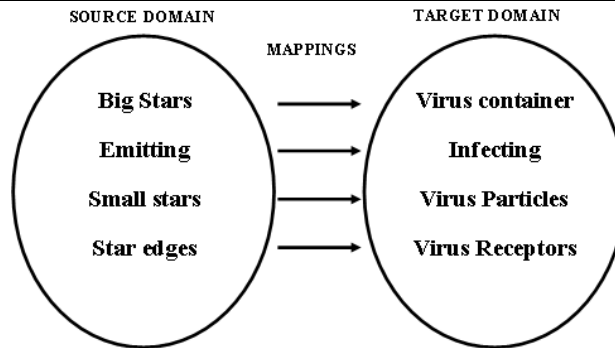 SOURCE DOMAIN
TARGET DOMAIN
MAPPINGS
Big Stars
Virus container
Emitting
Infecting
Small stars
Virus Particles
Star edges
Virus Receptors